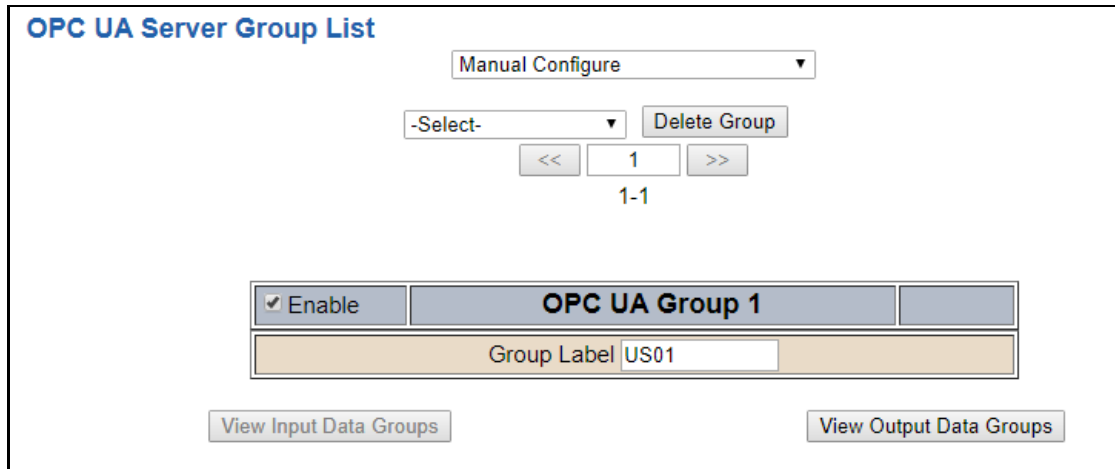 OPC UA Server Group List
Manual Configure
-Select- Delete Group
<< 1 >>
1-1
Enable OPC UA Group 1
Group Label US01
View Input Data Groups View Output Data Groups